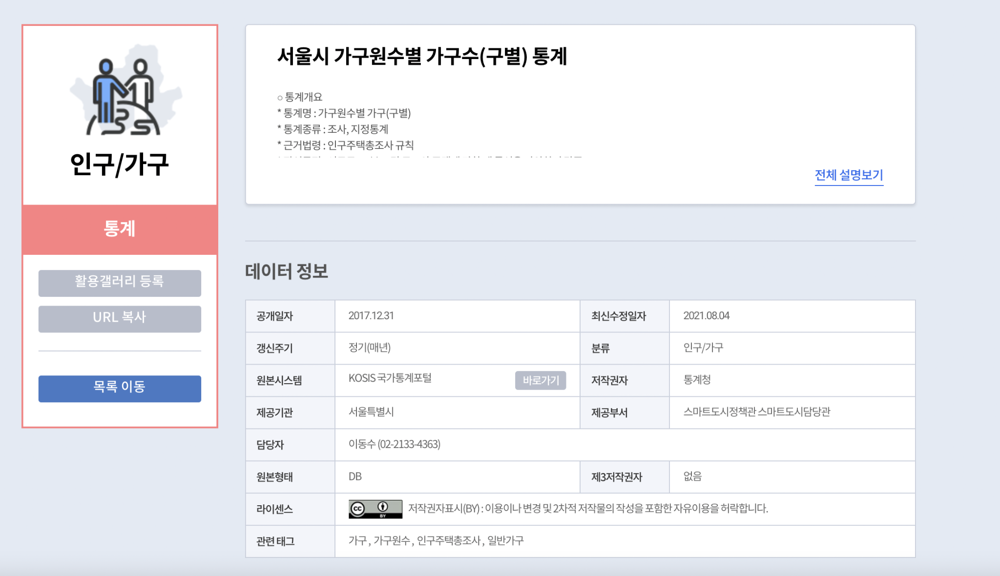 인구/가구
통계
활용갤러리 등록
URL 복사
목록 이동
서울시 가구원수별 가구수(구별) 통계
○ 통계개요
* 통계명 : 가구원수별 가구(구별)
* 통계종류 : 조사, 지정통계
* 근거법령 : 인구주택총조사 규칙
전체 설명보기
데이터 정보
공개일자 2017.12.31 최신수정일자 2021.08.04
갱신주기 정기(매년) 분류 인구/가구
원본시스템 KOSIS 국가통계포털 바로가기 저작권자 통계청
제공기관 서울특별시 제공부서 스마트도시정책관 스마트도시담당관
담당자 이동수 (02-2133-4363)
원본형태 DB 제3저작권자 없음
라이센스 cc BY 저작권자표시(BY) : 이용이나 변경 및 2차적 저작물의 작성을 포함한 자유이용을 허락합니다.
관련 태그 가구 , 가구원수 , 인구주택총조사 , 일반가구